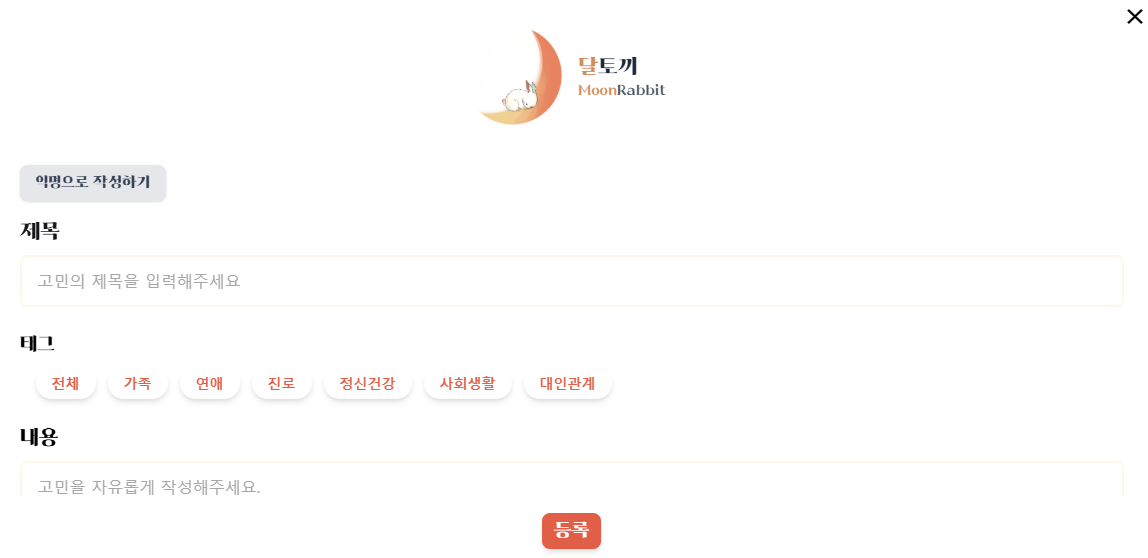 달토끼
MoonRabbit
익명으로 작성하기
제목
고민의 제목을 입력해주세요
태그
전체 가족 연애 진로 정신건강 사회생활 대인관계
내용
고민을 자유롭게 작성해주세요.
등록